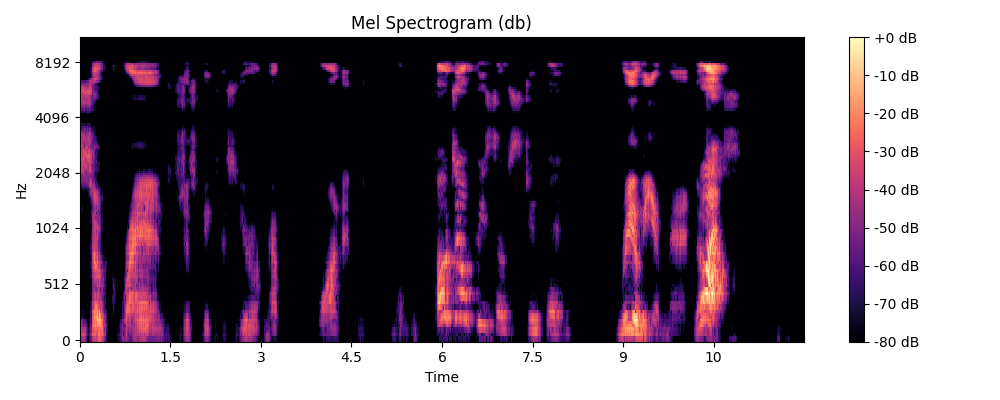 Mel Spectrogram (db)
8192
4096
2048
1024
512
0
Hz
0 1.5 3 4.5 6 7.5 9 10
Time
+0 dB
-10 dB
-20 dB
-30 dB
-40 dB
-50 dB
-60 dB
-70 dB
-80 dB